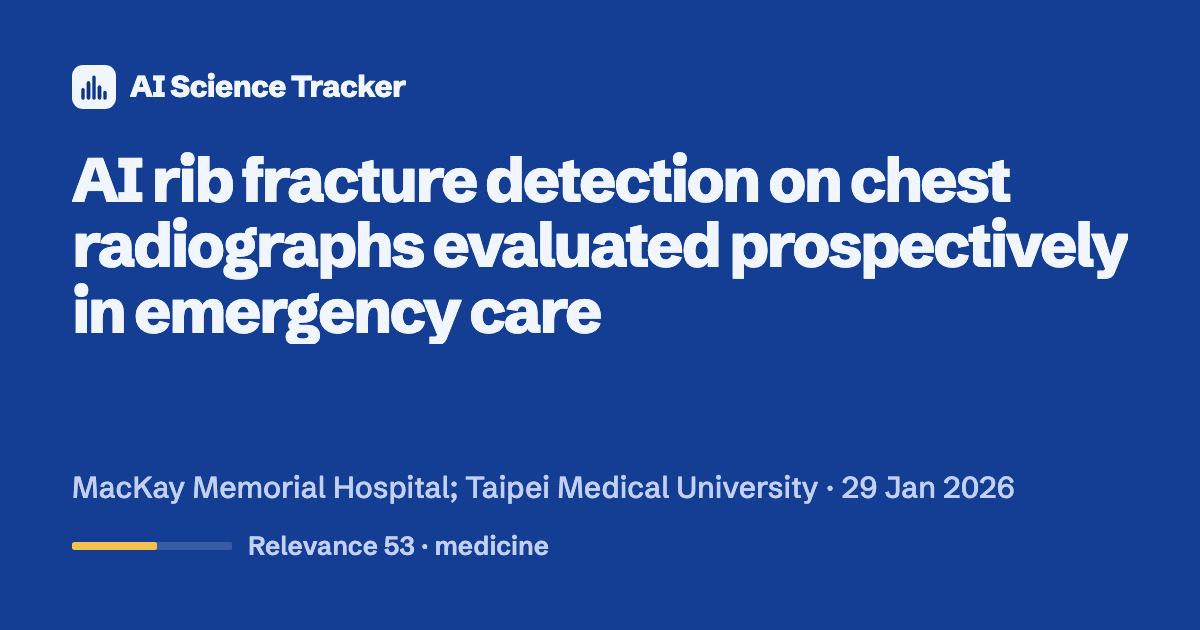 AI Science Tracker
AI rib fracture detection on chest
radiographs evaluated prospectively
in emergency care
MacKay Memorial Hospital; Taipei Medical University · 29 Jan 2026
Relevance 53 · medicine